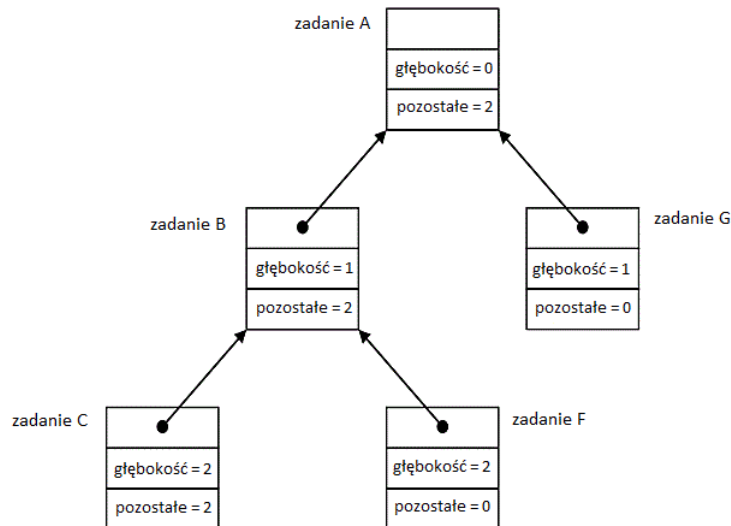 zadanie A
głębokość = 0
pozostałe = 2
zadanie B
głębokość = 1
pozostałe = 2
zadanie G
głębokość = 1
pozostałe = 0
zadanie C
głębokość = 2
pozostałe = 2
zadanie F
głębokość = 2
pozostałe = 0